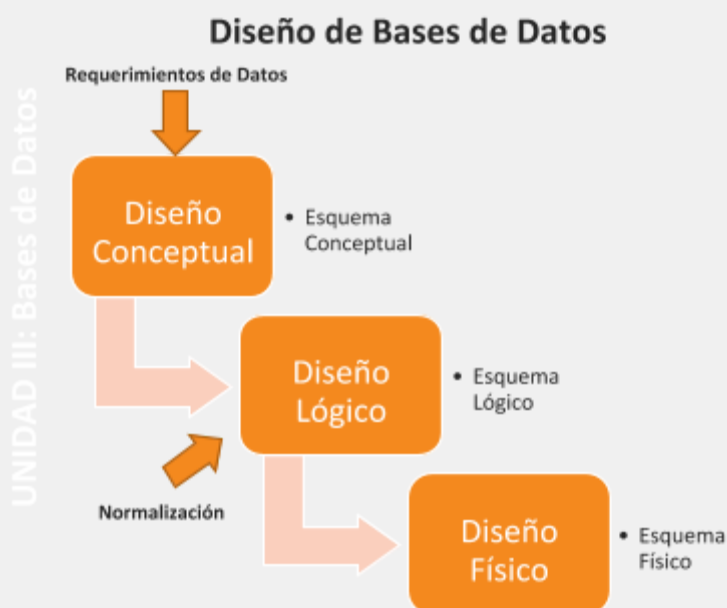 Diseño de Bases de Datos
UNIDAD III: Bases de Datos
Requerimientos de Datos
Diseño
Conceptual
• Esquema
Conceptual
Diseño
Lógico
• Esquema
Lógico
Normalización
Diseño
Físico
• Esquema
Físico